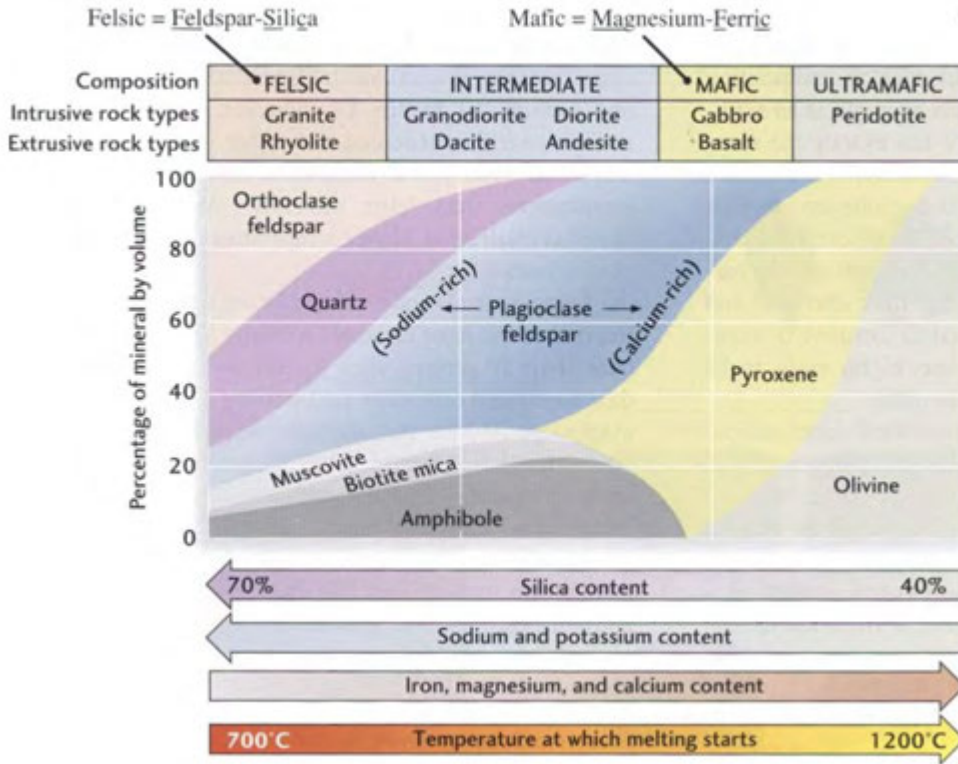 Felsic = Feldspar-Silica
Mafic = Magnesium-Ferric
Composition FELSIC INTERMEDIATE MAFIC ULTRAMAFIC
Intrusive rock types Granite Granodiorite Diorite Gabbro Peridotite
Extrusive rock types Rhyolite Dacite Andesite Basalt
Percentage of mineral by volume
100
80
60
40
20
0
Orthoclase
feldspar
Quartz
(Sodium-rich)
Plagioclase
feldspar
(Calcium-rich)
Pyroxene
Muscovite
Biotite mica
Amphibole
Olivine
70% Silica content 40%
Sodium and potassium content
Iron, magnesium, and calcium content
700°C Temperature at which melting starts 1200°C